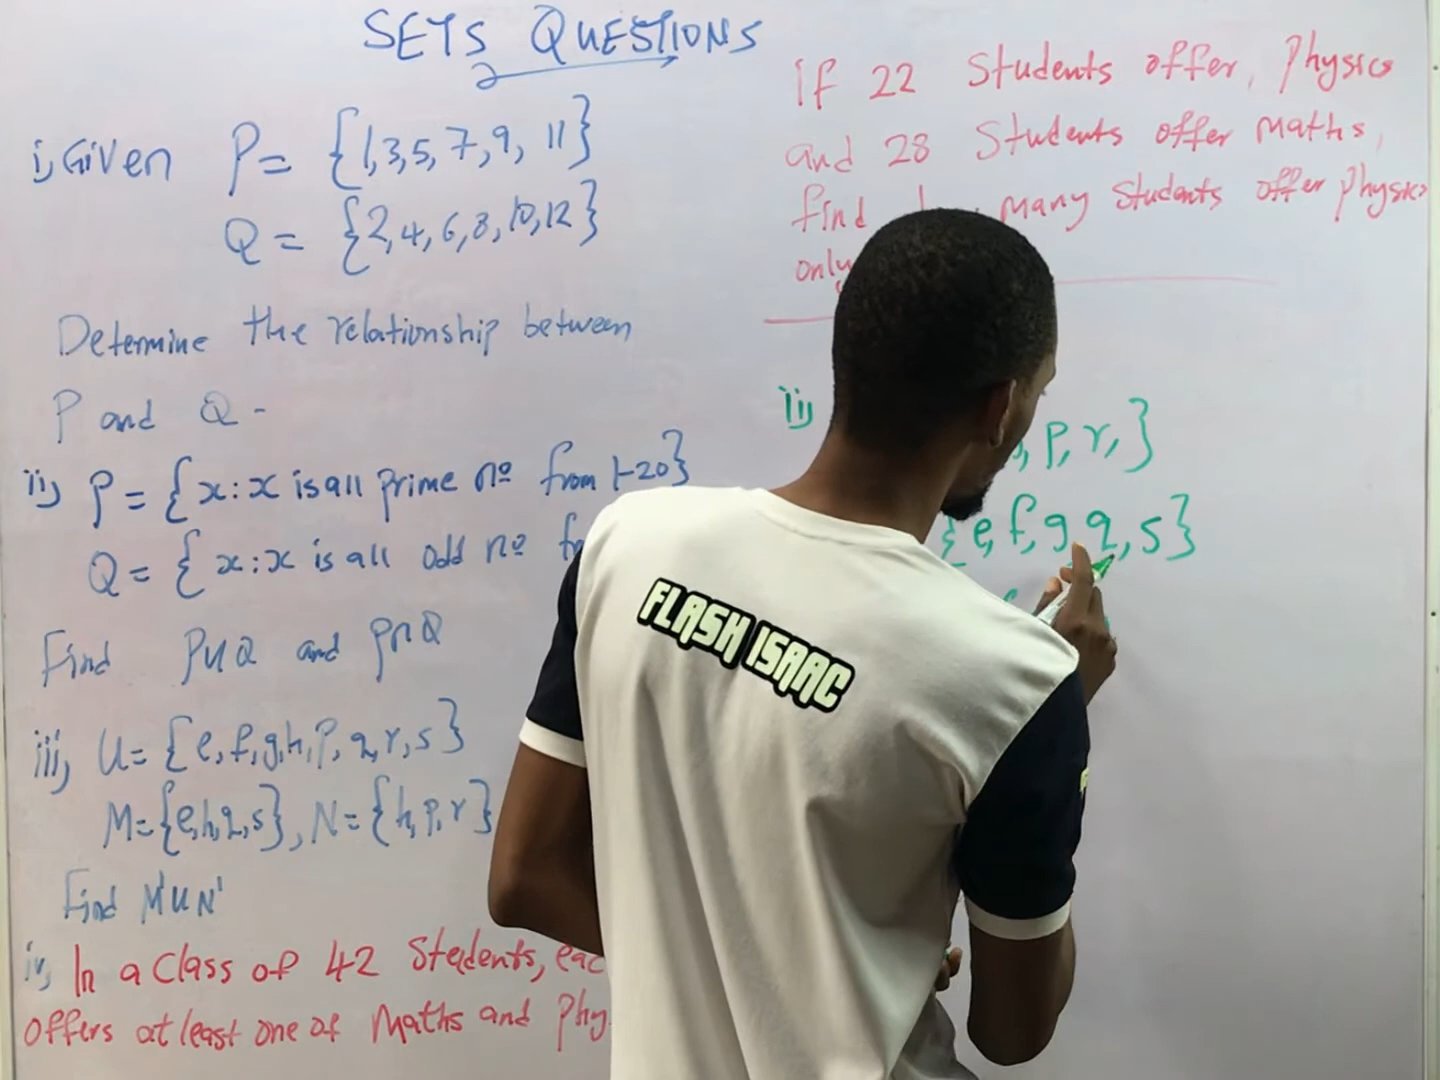 SETS QUESTIONS
i, Given P = {1,3,5,7,9, 11}
Q = {2,4,6,8,10,12}
Determine the relationship between
P and Q -
ii, P = {x:x is all prime nº from 1-20}
Q = {x:x is all odd nº
Find PUQ and P∩Q
iii, U= {e,f,g,h,p,q,r,s}
M={e,h,q,s}, N={h,p,r}
Find M'UN'
iv, In a class of 42 Students,
offers at least one of Maths and
If 22 Students offer, Physics
and 28 Students offer Maths,
find many Students offer Physics
only
iii,
, p, r, }
{e,f,g,q,s}
FLASH ISAAC